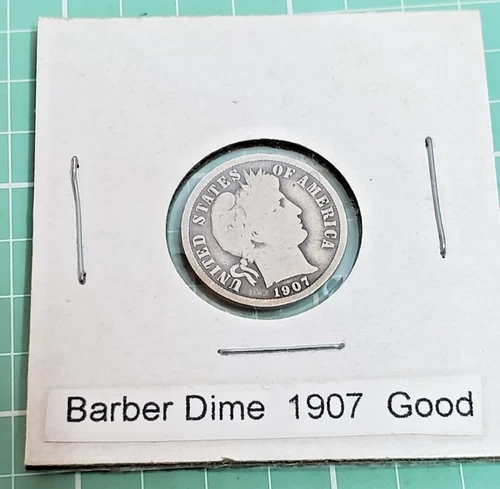 UNITED STATES OF AMERICA
1907
Barber Dime 1907 Good